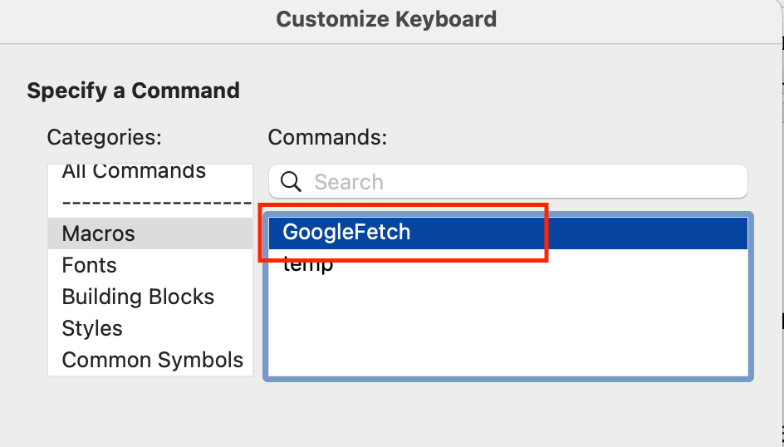 Customize Keyboard
Specify a Command
Categories:
Commands:
All Commands
Search
-------------------
Macros
GoogleFetch
Fonts
temp
Building Blocks
Styles
Common Symbols